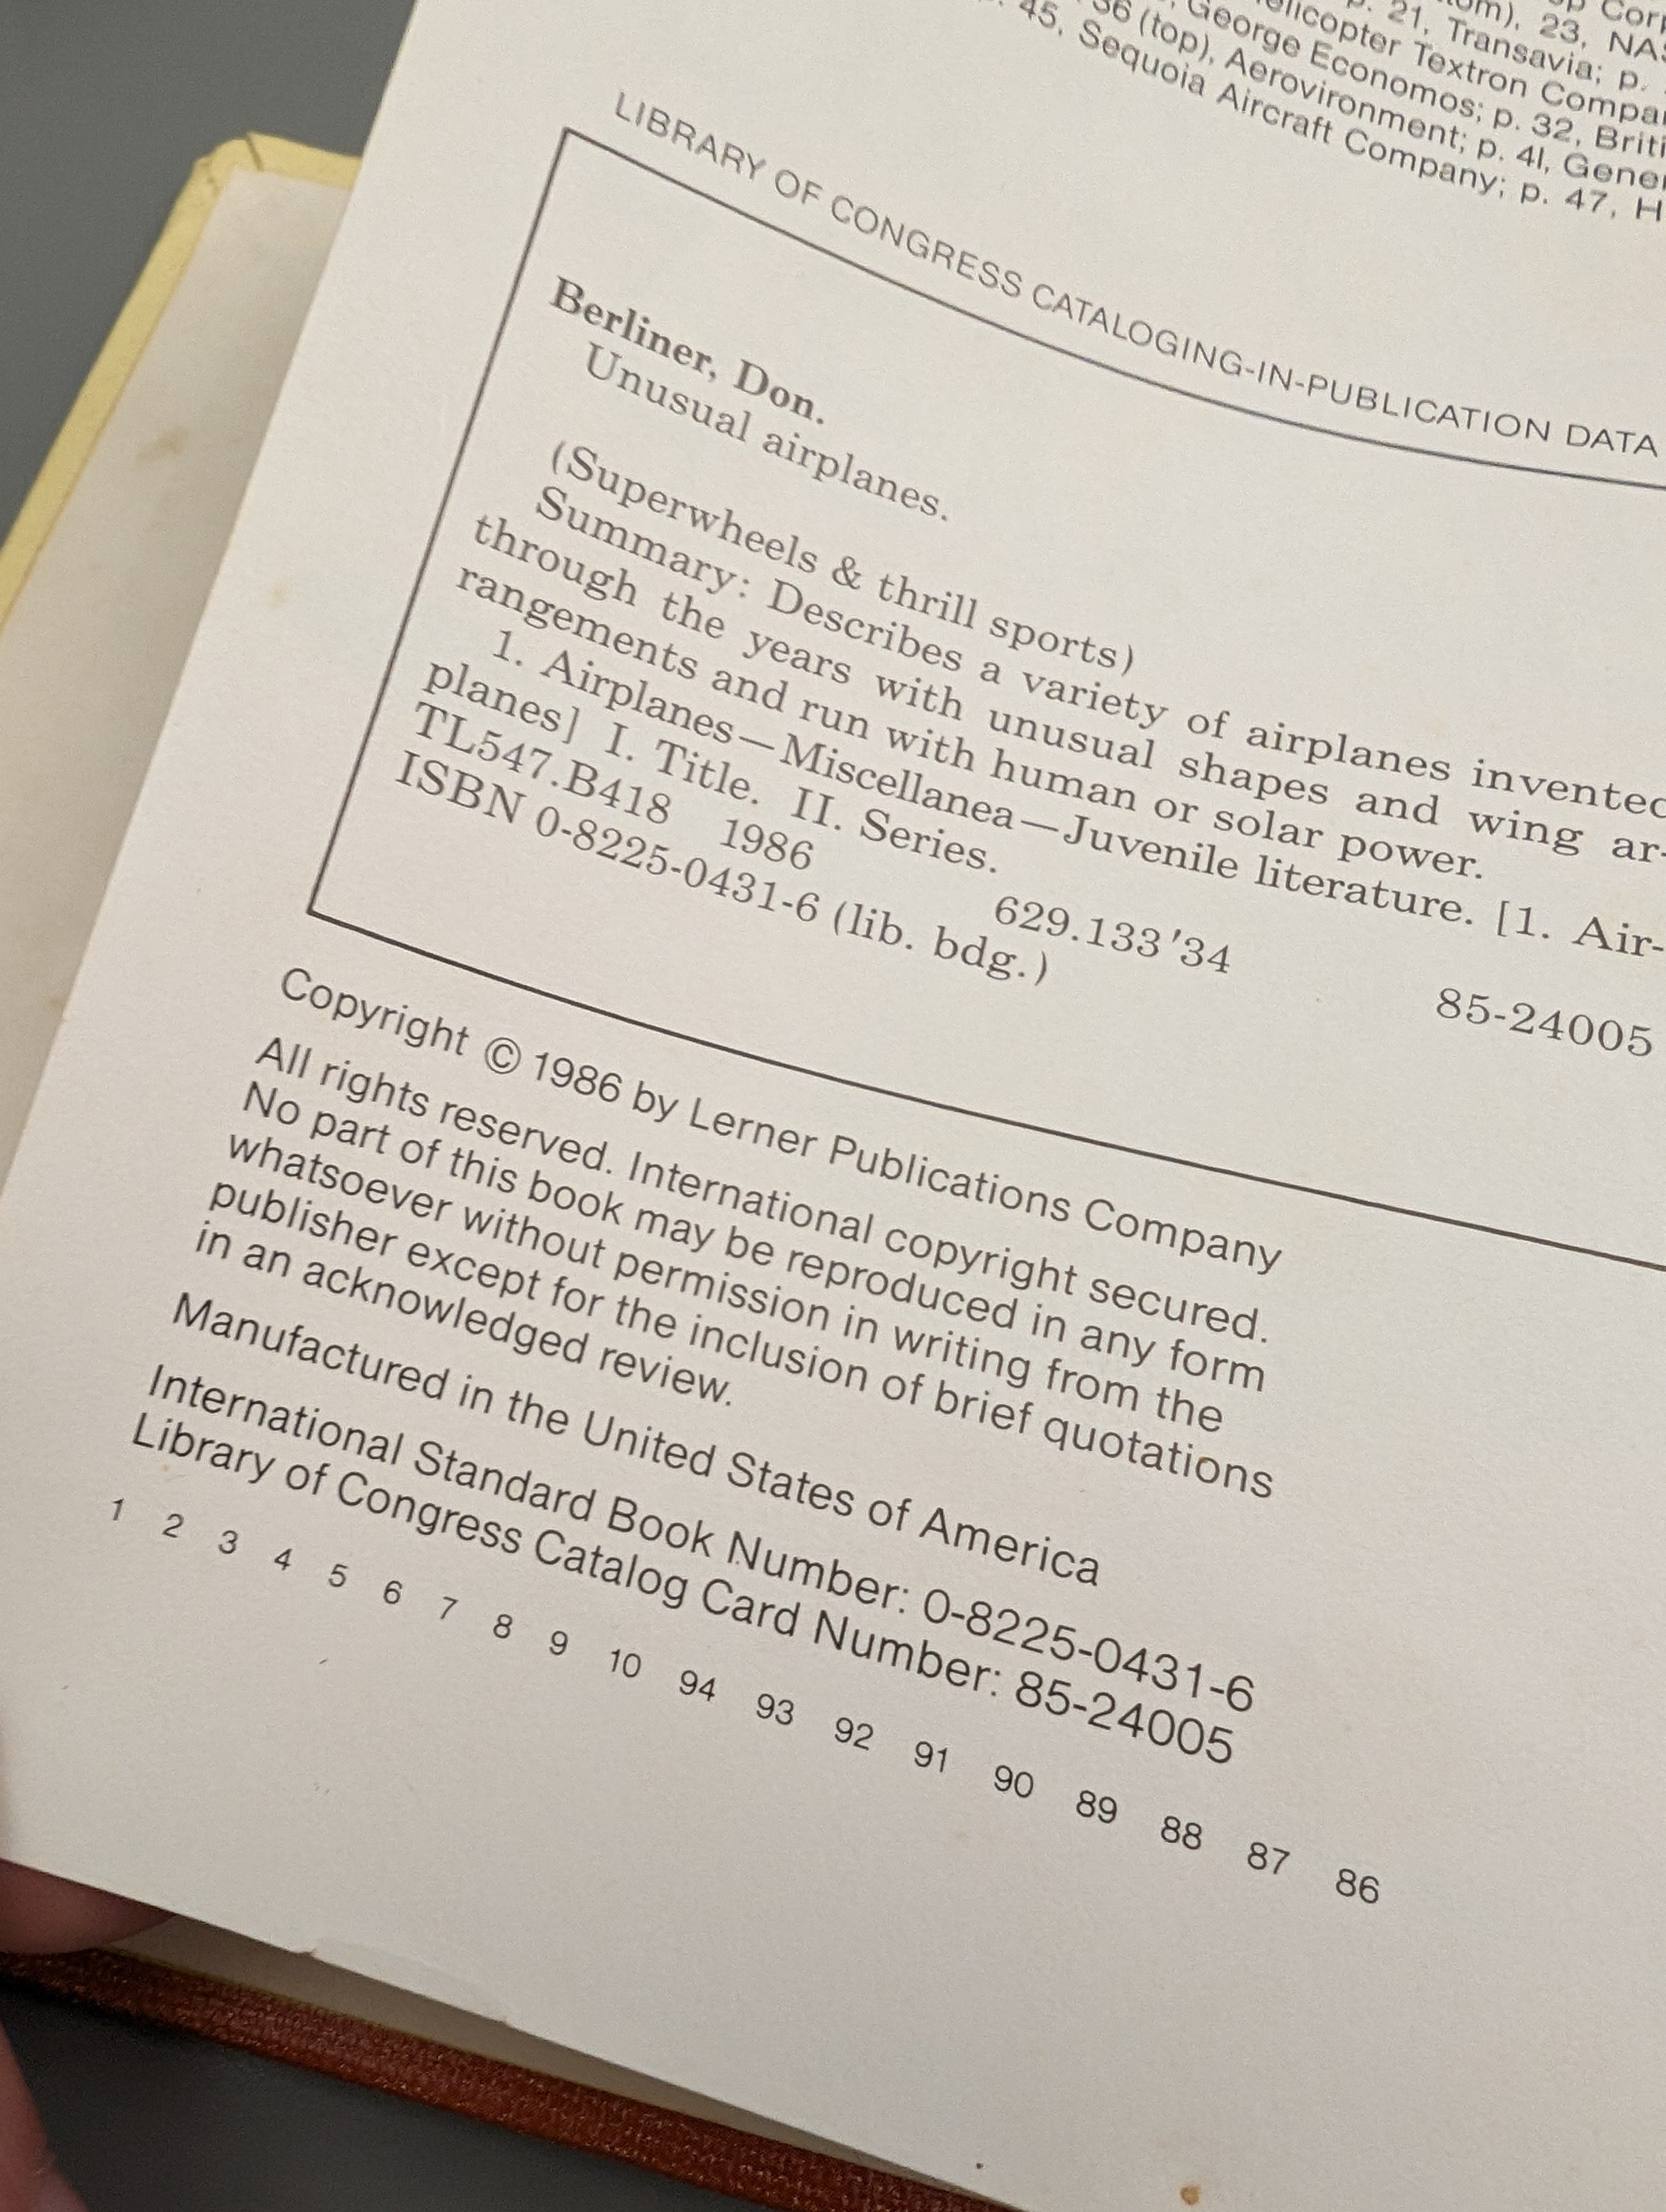 op Corp
21, Transavia; p.
23, NAS
Helicopter Textron Compan
George Economos; p. 32, Briti
36 (top), Aerovironment; p. 4l, Gener
45, Sequoia Aircraft Company; p. 47, H
LIBRARY OF CONGRESS CATALOGING-IN-PUBLICATION DATA
Berliner, Don.
Unusual airplanes.
(Superwheels & thrill sports)
Summary: Describes a variety of airplanes invented
through the years with unusual shapes and wing ar-
rangements and run with human or solar power.
1. Airplanes—Miscellanea—Juvenile literature. [1. Air-
planes] I. Title. II. Series.
TL547.B418 1986 629.133'34 85-24005
ISBN 0-8225-0431-6 (lib. bdg.)
Copyright © 1986 by Lerner Publications Company
All rights reserved. International copyright secured.
No part of this book may be reproduced in any form
whatsoever without permission in writing from the
publisher except for the inclusion of brief quotations
in an acknowledged review.
Manufactured in the United States of America
International Standard Book Number: 0-8225-0431-6
Library of Congress Catalog Card Number: 85-24005
1 2 3 4 5 6 7 8 9 10 94 93 92 91 90 89 88 87 86